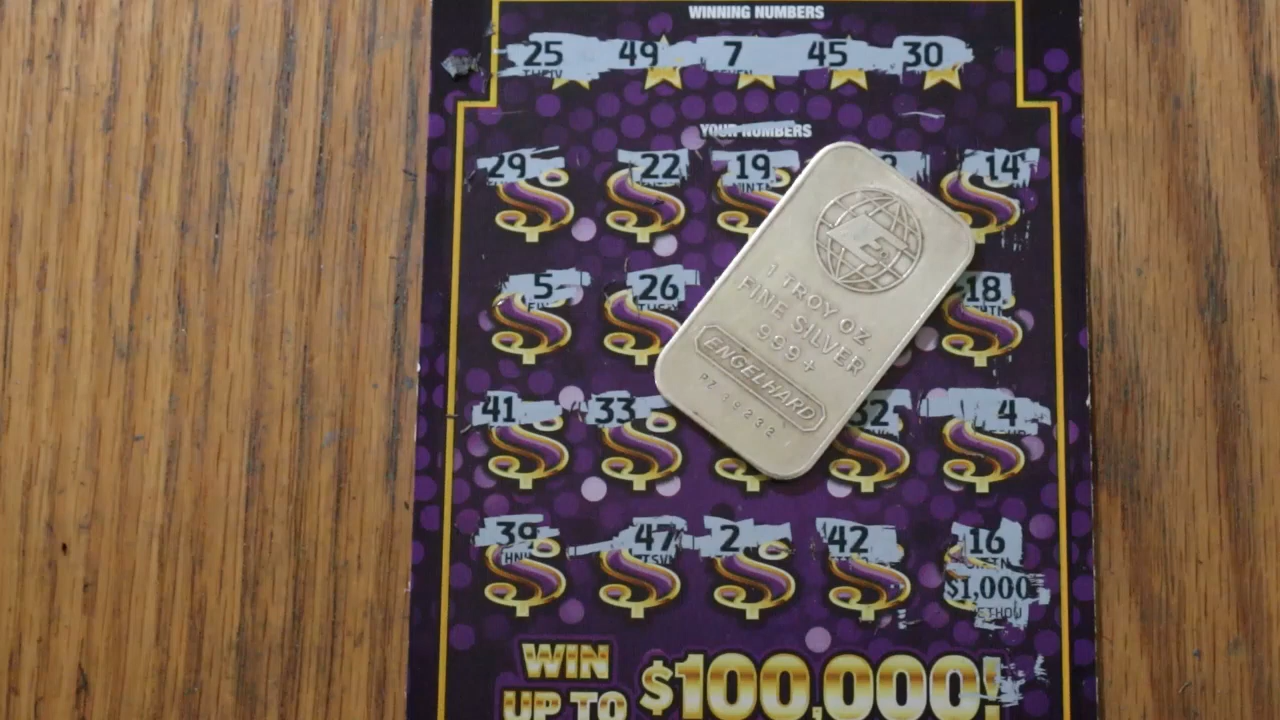 WINNING NUMBERS
25 49 7 45 30
YOUR NUMBERS
29 22 19 14
5 26 18
41 33 32 4
39 47 2 42 16
$1,000
1 TROY OZ
FINE SILVER
999+
ENGELHARD
WIN
UP TO $100,000!